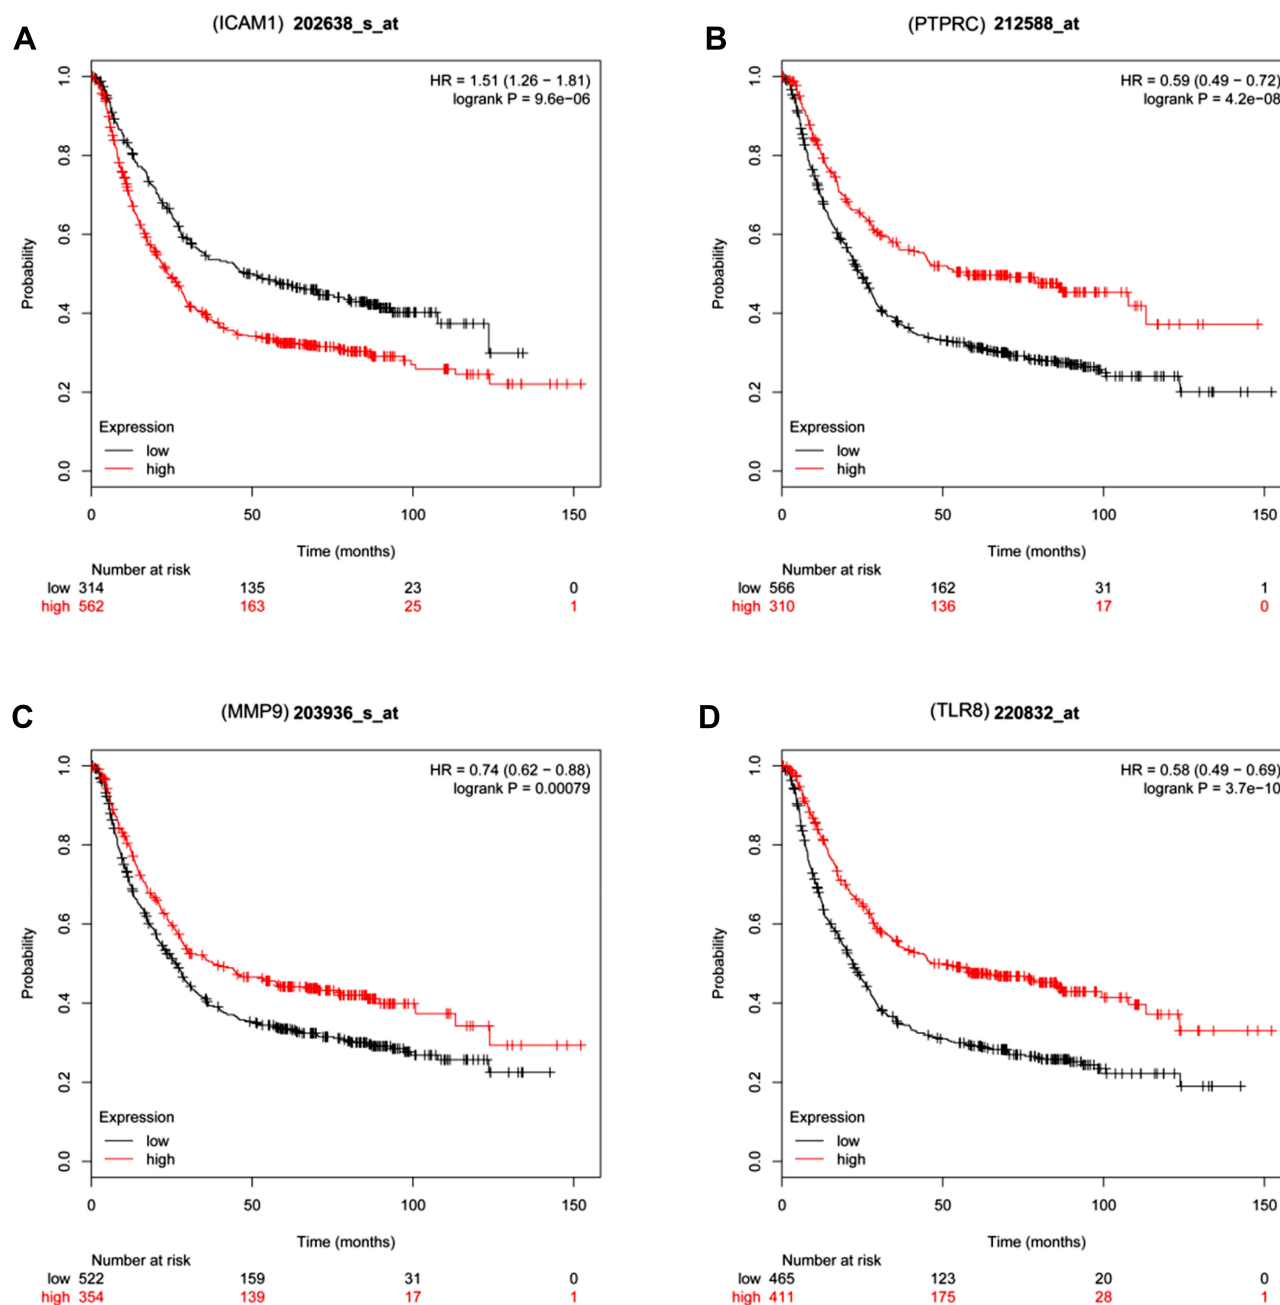 A
(ICAM1) 202638_s_at
HR = 1.51 (1.26 − 1.81)
logrank P = 9.6e−06
Probability
1.0
0.8
0.6
0.4
0.2
0.0
Expression
low
high
0 50 100 150
Time (months)
Number at risk
low 314 135 23 0
high 562 163 25 1
B
(PTPRC) 212588_at
HR = 0.59 (0.49 − 0.72)
logrank P = 4.2e−08
Probability
1.0
0.8
0.6
0.4
0.2
0.0
Expression
low
high
0 50 100 150
Time (months)
Number at risk
low 566 162 31 1
high 310 136 17 0
C
(MMP9) 203936_s_at
HR = 0.74 (0.62 − 0.88)
logrank P = 0.00079
Probability
1.0
0.8
0.6
0.4
0.2
0.0
Expression
low
high
0 50 100 150
Time (months)
Number at risk
low 522 159 31 0
high 354 139 17 1
D
(TLR8) 220832_at
HR = 0.58 (0.49 − 0.69)
logrank P = 3.7e−10
Probability
1.0
0.8
0.6
0.4
0.2
0.0
Expression
low
high
0 50 100 150
Time (months)
Number at risk
low 465 123 20 0
high 411 175 28 1